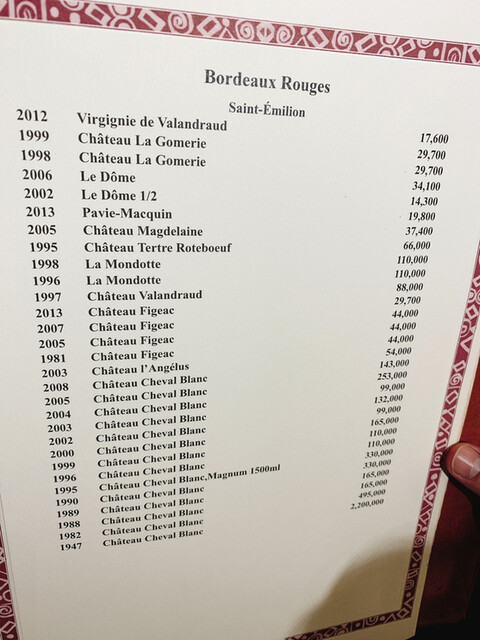 Bordeaux Rouges
Saint-Émilion
2012 Virgignie de Valandraud 17,600
1999 Château La Gomerie 29,700
1998 Château La Gomerie 29,700
2006 Le Dôme 34,100
2002 Le Dôme 1/2 14,300
2013 Pavie-Macquin 19,800
2005 Château Magdelaine 37,400
1995 Château Tertre Roteboeuf 66,000
1998 La Mondotte 110,000
1996 La Mondotte 110,000
1997 Château Valandraud 88,000
2013 Château Figeac 29,700
2007 Château Figeac 44,000
2005 Château Figeac 44,000
1981 Château Figeac 44,000
2003 Château l'Angélus 54,000
2008 Château Cheval Blanc 143,000
2005 Château Cheval Blanc 253,000
2004 Château Cheval Blanc 99,000
2003 Château Cheval Blanc 132,000
2002 Château Cheval Blanc 99,000
2000 Château Cheval Blanc 165,000
1999 Château Cheval Blanc 110,000
1996 Château Cheval Blanc 110,000
1995 Château Cheval Blanc,Magnum 1500ml 330,000
1990 Château Cheval Blanc 330,000
1989 Château Cheval Blanc 165,000
1988 Château Cheval Blanc 165,000
1982 Château Cheval Blanc 495,000
1947 Château Cheval Blanc 2,200,000